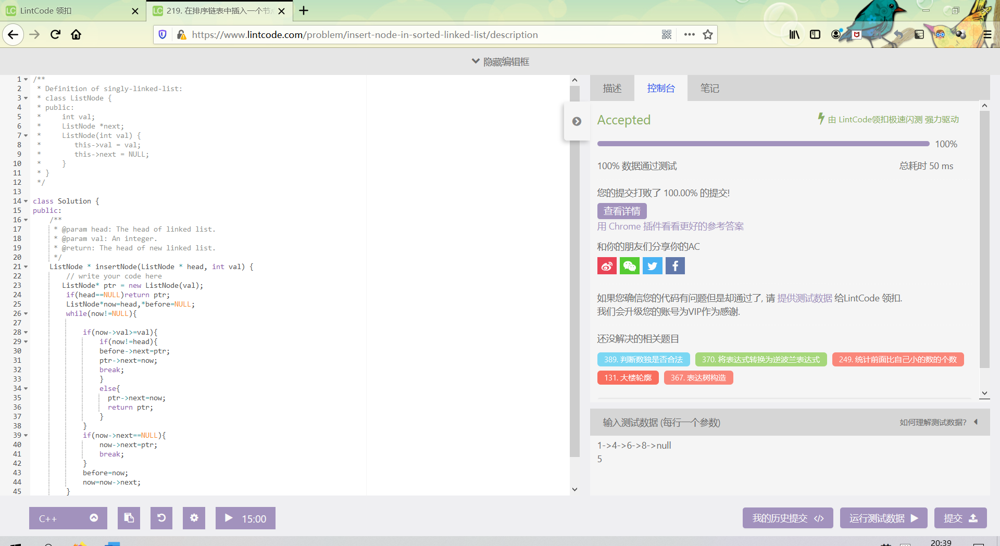 LintCode 领扣
219. 在排序链表中插入一个节点
https://www.lintcode.com/problem/insert-node-in-sorted-linked-list/description
隐藏编辑框
1 /**
2 * Definition of singly-linked-list:
3 * class ListNode {
4 * public:
5 *     int val;
6 *     ListNode *next;
7 *     ListNode(int val) {
8 *        this->val = val;
9 *        this->next = NULL;
10 *     }
11 * }
12 */
13
14 class Solution {
15 public:
16     /**
17      * @param head: The head of linked list.
18      * @param val: An integer.
19      * @return: The head of new linked list.
20      */
21     ListNode * insertNode(ListNode * head, int val) {
22         // write your code here
23        ListNode* ptr = new ListNode(val);
24         if(head==NULL)return ptr;
25         ListNode*now=head,*before=NULL;
26         while(now!=NULL){
27
28             if(now->val>=val){
29                 if(now!=head){
30                 before->next=ptr;
31                 ptr->next=now;
32                 break;
33                 }
34                 else{
35                   ptr->next=now;
36                   return ptr;
37                 }
38             }
39             if(now->next==NULL){
40                 now->next=ptr;
41                 break;
42             }
43             before=now;
44             now=now->next;
45         }
C++
15:00
描述 控制台 笔记
Accepted
由 LintCode领扣极速闪测 强力驱动
100%
100% 数据通过测试
总耗时 50 ms
您的提交打败了 100.00% 的提交!
查看详情
用 Chrome 插件看看更好的参考答案
和你的朋友们分享你的AC
如果您确信您的代码有问题但是却通过了, 请 提供测试数据 给LintCode 领扣.
我们会升级您的账号为VIP作为感谢.
还没解决的相关题目
389. 判断数独是否合法 370. 将表达式转换为逆波兰表达式 249. 统计前面比自己小的数的个数
131. 大楼轮廓 367. 表达树构造
输入测试数据 (每行一个参数)
如何理解测试数据?
1->4->6->8->null
5
我的历史提交 </> 运行测试数据 提交
20:39